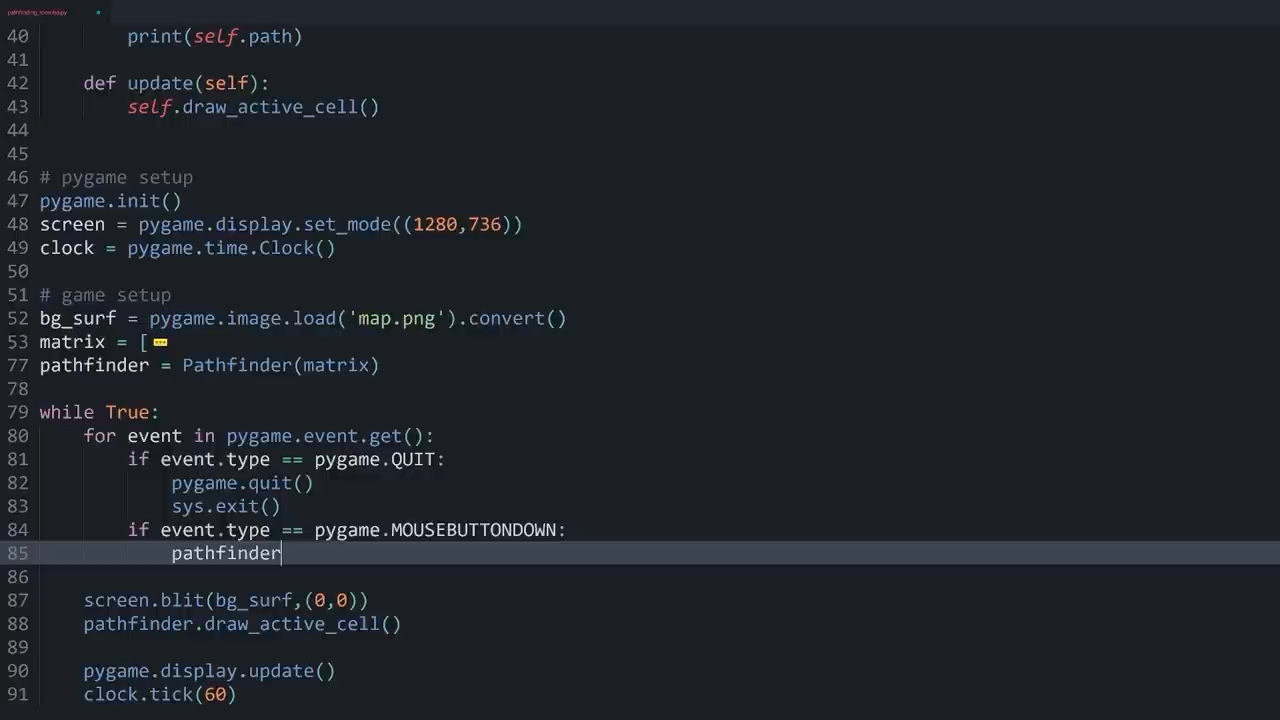 pathfinding_roomba.py
40 print(self.path)
41
42 def update(self):
43 self.draw_active_cell()
44
45
46 # pygame setup
47 pygame.init()
48 screen = pygame.display.set_mode((1280,736))
49 clock = pygame.time.Clock()
50
51 # game setup
52 bg_surf = pygame.image.load('map.png').convert()
53 matrix = [
77 pathfinder = Pathfinder(matrix)
78
79 while True:
80 for event in pygame.event.get():
81 if event.type == pygame.QUIT:
82 pygame.quit()
83 sys.exit()
84 if event.type == pygame.MOUSEBUTTONDOWN:
85 pathfinder
86
87 screen.blit(bg_surf,(0,0))
88 pathfinder.draw_active_cell()
89
90 pygame.display.update()
91 clock.tick(60)